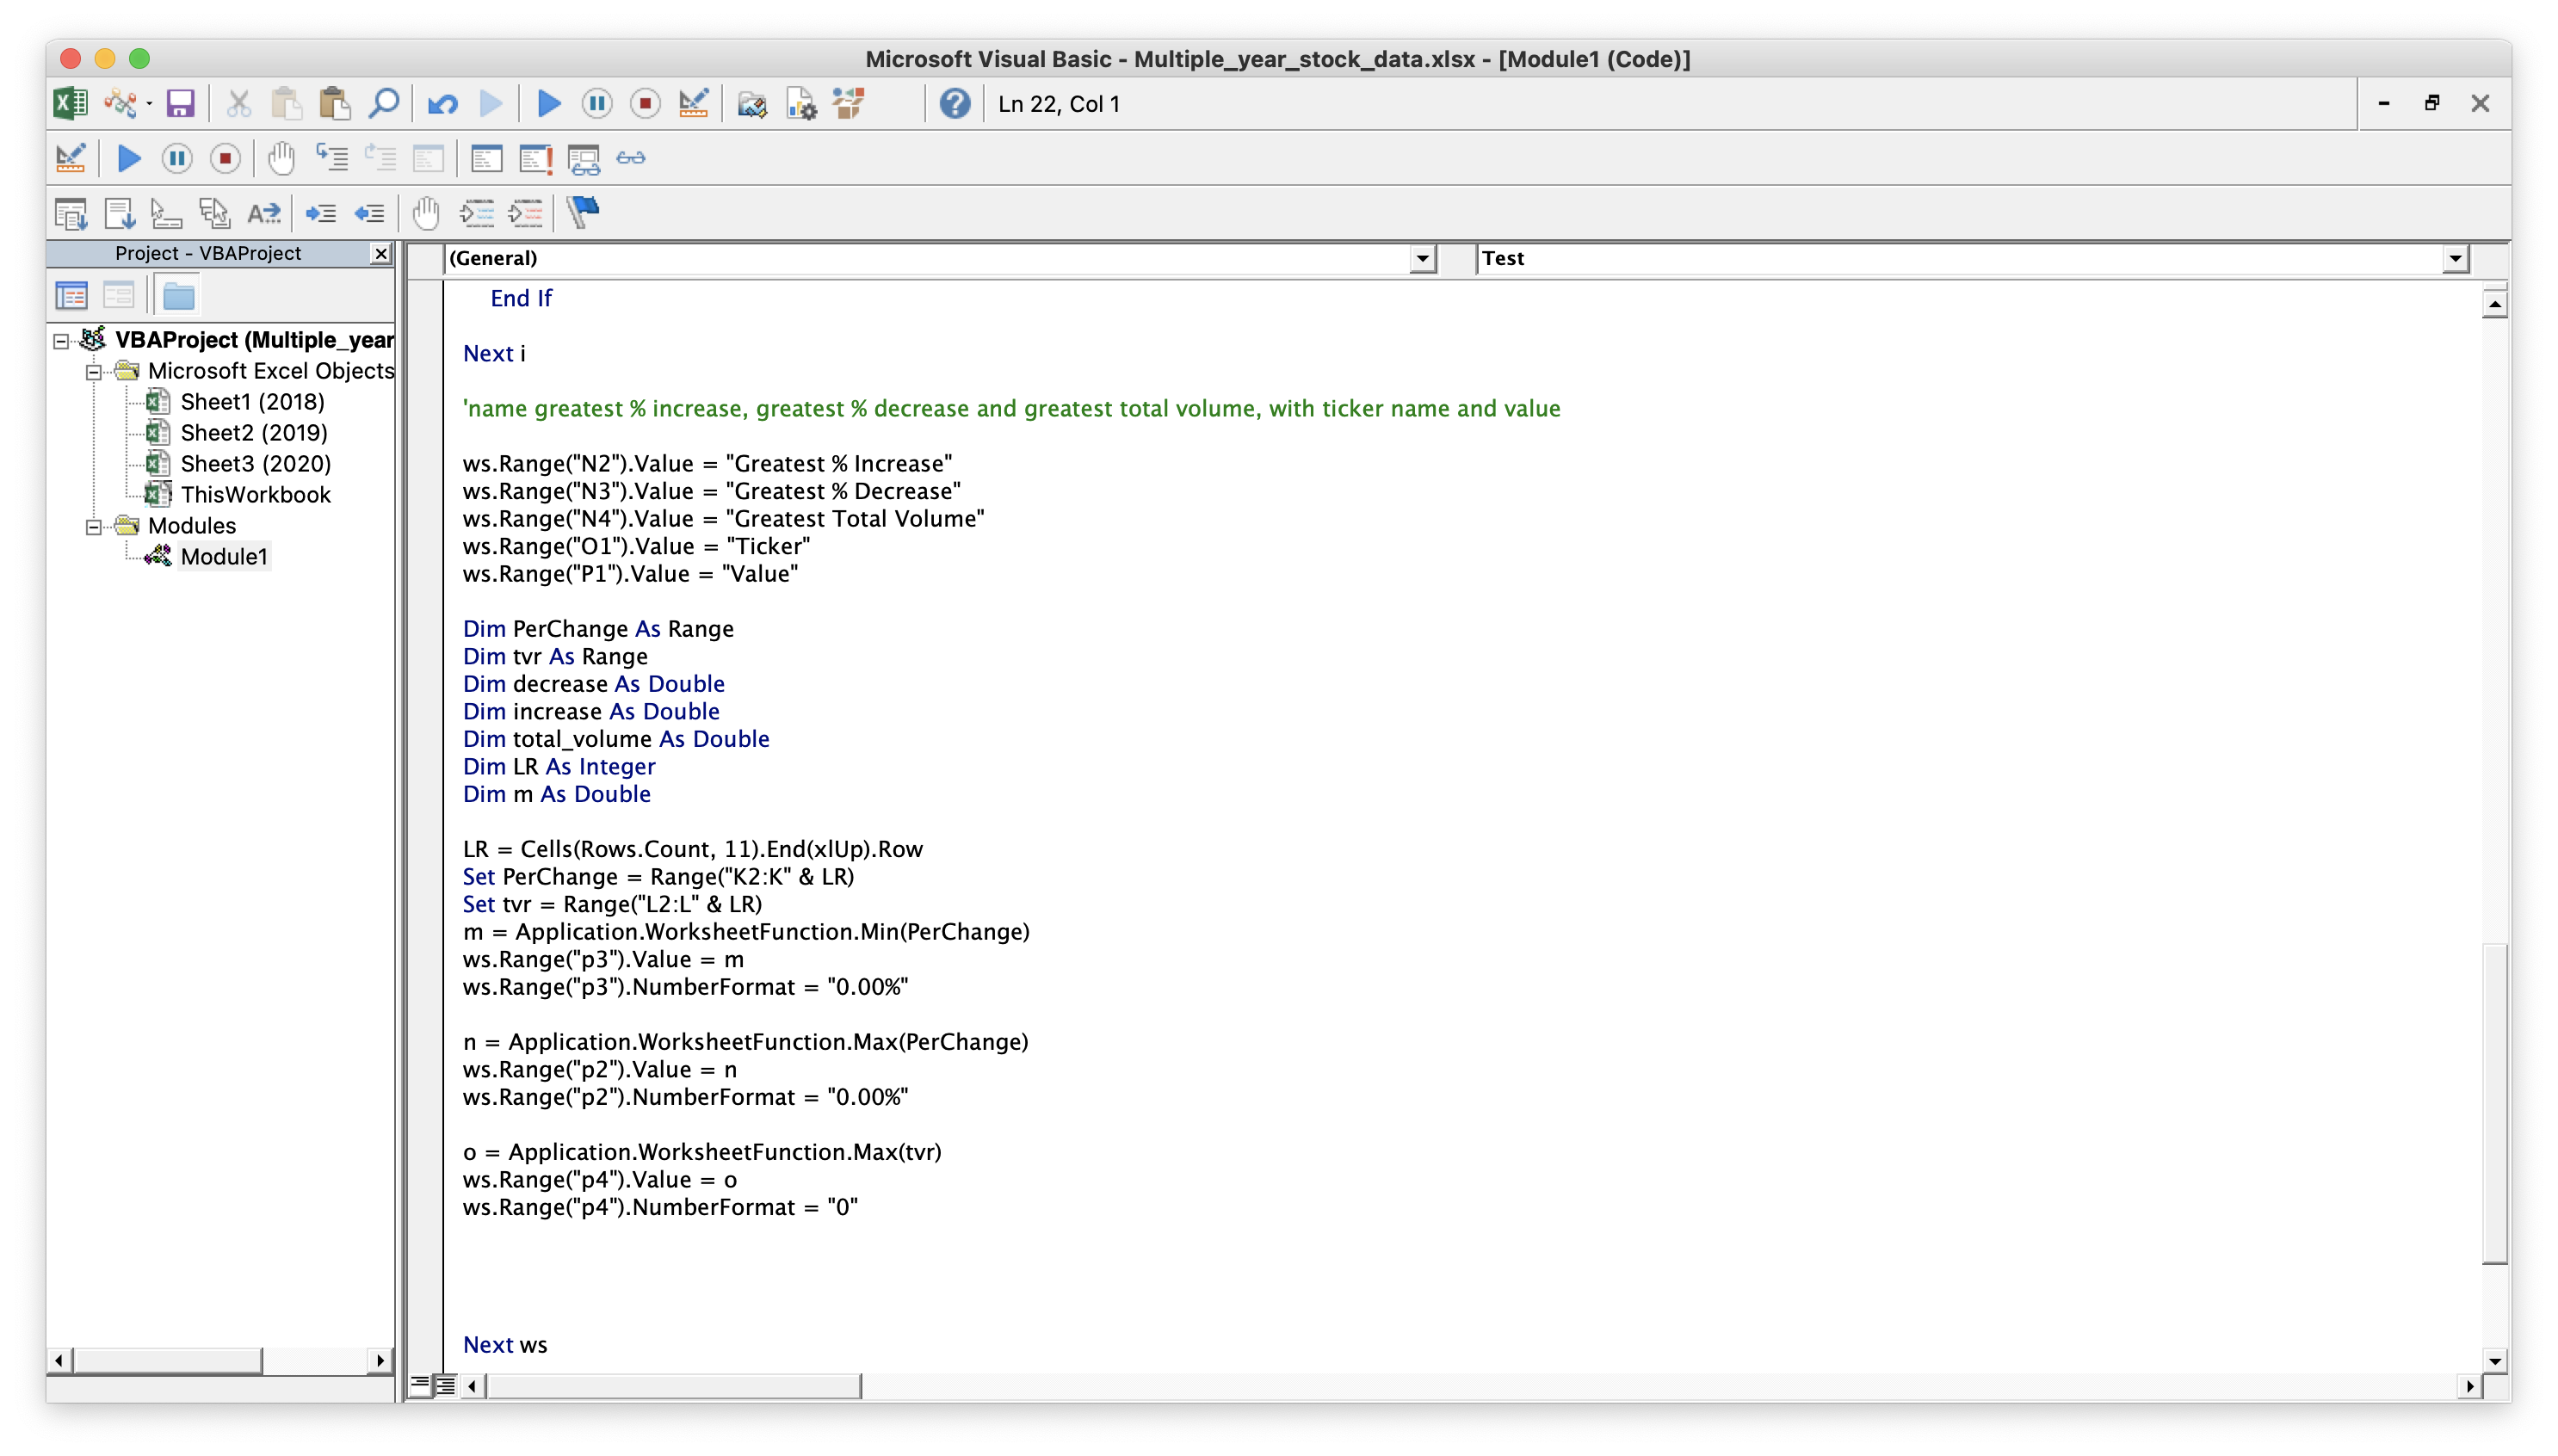 Microsoft Visual Basic - Multiple_year_stock_data.xlsx - [Module1 (Code)]
Ln 22, Col 1
Project - VBAProject
VBAProject (Multiple_year
Microsoft Excel Objects
Sheet1 (2018)
Sheet2 (2019)
Sheet3 (2020)
ThisWorkbook
Modules
Module1
(General)
Test
End If
Next i
'name greatest % increase, greatest % decrease and greatest total volume, with ticker name and value
ws.Range("N2").Value = "Greatest % Increase"
ws.Range("N3").Value = "Greatest % Decrease"
ws.Range("N4").Value = "Greatest Total Volume"
ws.Range("O1").Value = "Ticker"
ws.Range("P1").Value = "Value"
Dim PerChange As Range
Dim tvr As Range
Dim decrease As Double
Dim increase As Double
Dim total_volume As Double
Dim LR As Integer
Dim m As Double
LR = Cells(Rows.Count, 11).End(xlUp).Row
Set PerChange = Range("K2:K" & LR)
Set tvr = Range("L2:L" & LR)
m = Application.WorksheetFunction.Min(PerChange)
ws.Range("p3").Value = m
ws.Range("p3").NumberFormat = "0.00%"
n = Application.WorksheetFunction.Max(PerChange)
ws.Range("p2").Value = n
ws.Range("p2").NumberFormat = "0.00%"
o = Application.WorksheetFunction.Max(tvr)
ws.Range("p4").Value = o
ws.Range("p4").NumberFormat = "0"
Next ws